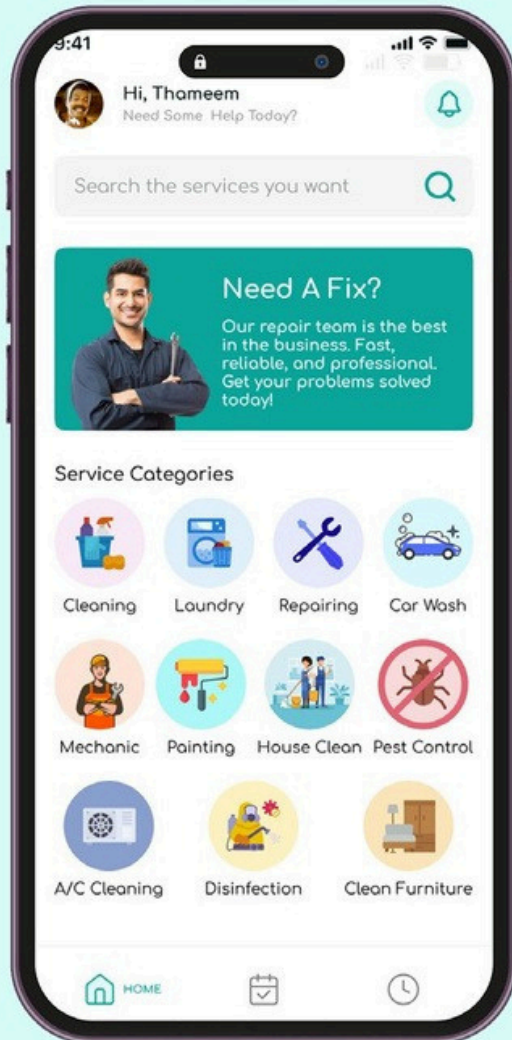 9:41
Hi, Thameem
Need Some Help Today?
Search the services you want
Need A Fix?
Our repair team is the best
in the business. Fast,
reliable, and professional.
Get your problems solved
today!
Service Categories
Cleaning Laundry Repairing Car Wash
Mechanic Painting House Clean Pest Control
A/C Cleaning Disinfection Clean Furniture
HOME